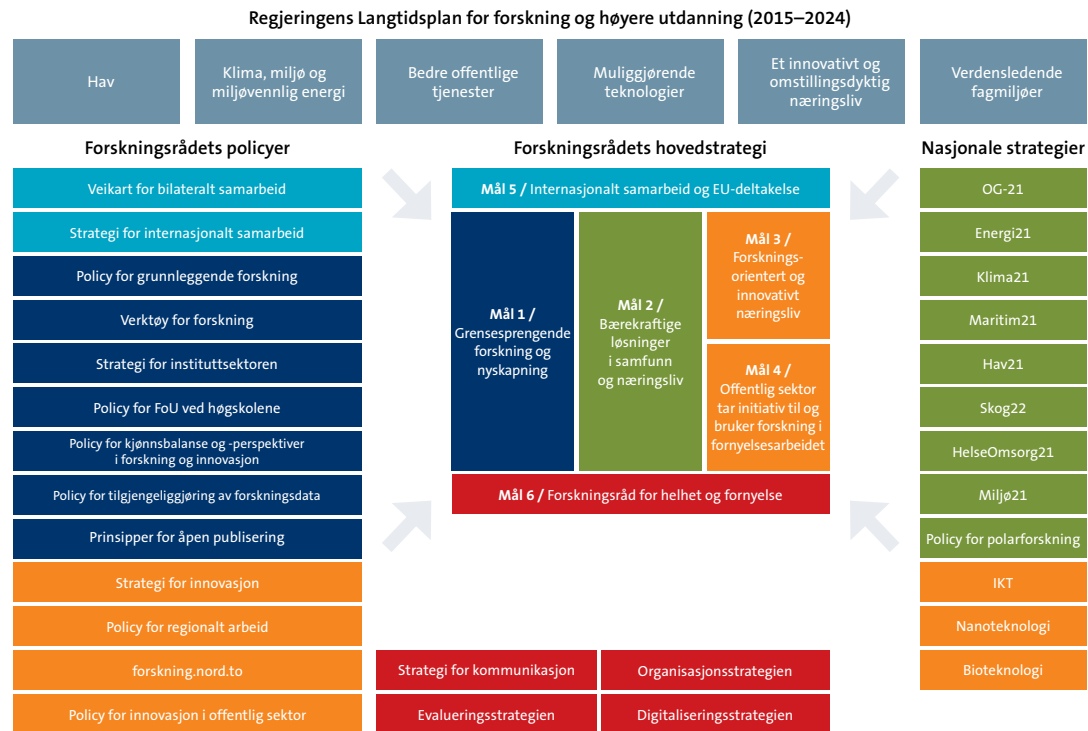 Regjeringens Langtidsplan for forskning og høyere utdanning (2015–2024)
Hav
Klima, miljø og
miljøvennlig energi
Bedre offentlige
tjenester
Muliggjørende
teknologier
Et innovativt og
omstillingsdyktig
næringsliv
Verdensledende
fagmiljøer
Forskningsrådets policyer
Veikart for bilateralt samarbeid
Strategi for internasjonalt samarbeid
Policy for grunnleggende forskning
Verktøy for forskning
Strategi for instituttsektoren
Policy for FoU ved høgskolene
Policy for kjønnsbalanse og -perspektiver
i forskning og innovasjon
Policy for tilgjengeliggjøring av forskningsdata
Prinsipper for åpen publisering
Strategi for innovasjon
Policy for regionalt arbeid
forskning.nord.to
Policy for innovasjon i offentlig sektor
Forskningsrådets hovedstrategi
Mål 5 / Internasjonalt samarbeid og EU-deltakelse
Mål 1 /
Grensesprengende
forskning og
nyskapning
Mål 2 /
Bærekraftige
løsninger
i samfunn
og næringsliv
Mål 3 /
Forsknings-
orientert og
innovativt
næringsliv
Mål 4 /
Offentlig sektor
tar initiativ til og
bruker forskning i
fornyelsesarbeidet
Mål 6 / Forskningsråd for helhet og fornyelse
Strategi for kommunikasjon
Organisasjonsstrategien
Evalueringsstrategien
Digitaliseringsstrategien
Nasjonale strategier
OG-21
Energi21
Klima21
Maritim21
Hav21
Skog22
HelseOmsorg21
Miljø21
Policy for polarforskning
IKT
Nanoteknologi
Bioteknologi